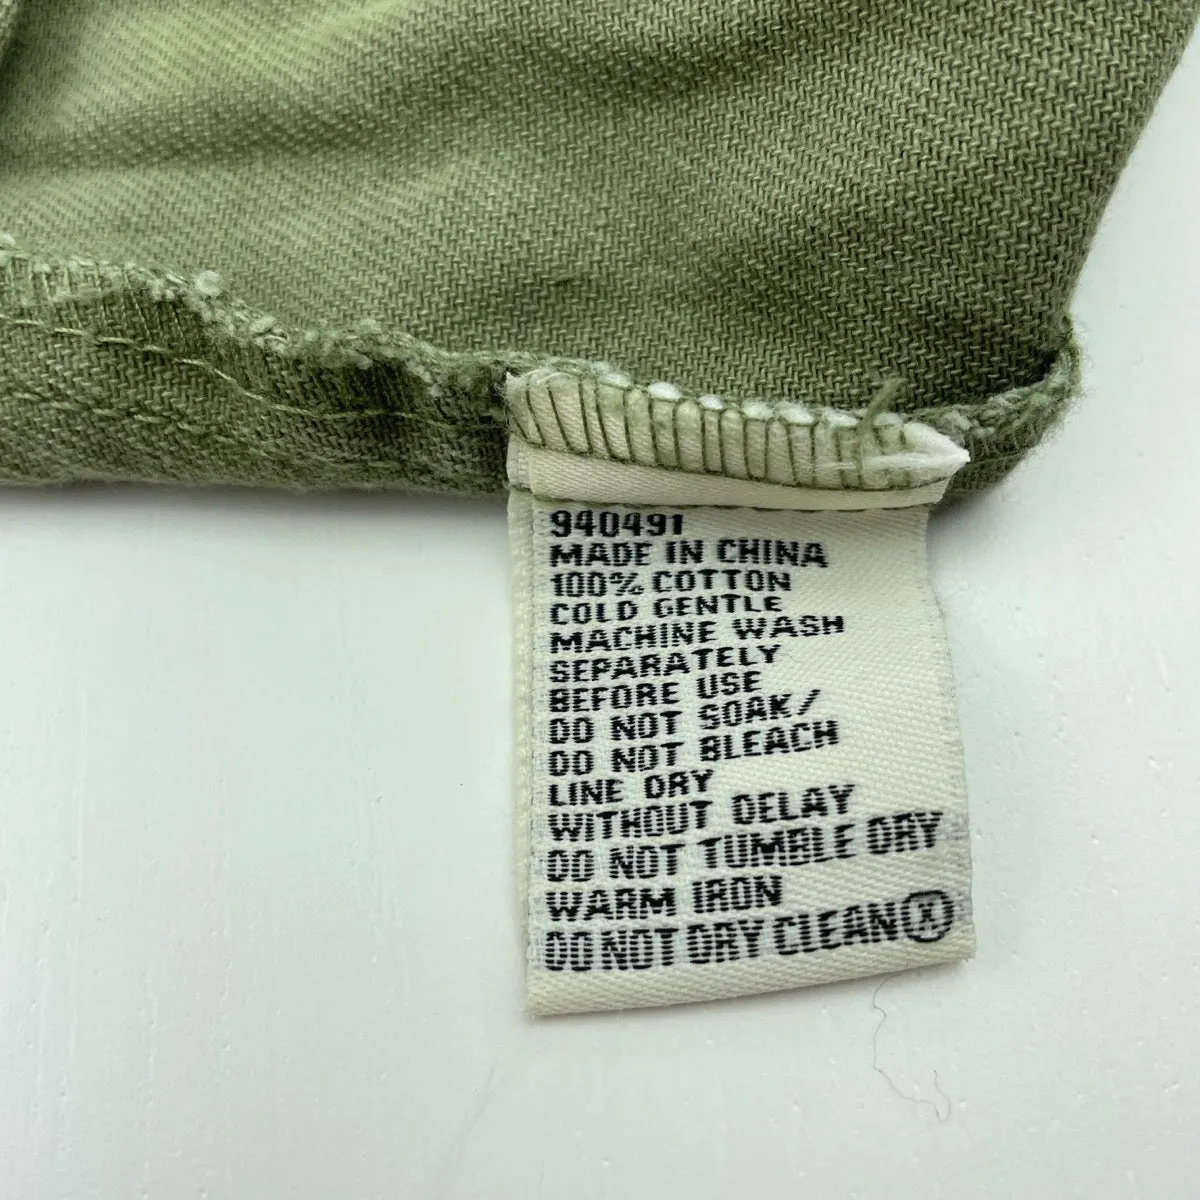 940491
MADE IN CHINA
100% COTTON
COLD GENTLE
MACHINE WASH
SEPARATELY
BEFORE USE
DO NOT SOAK/
DO NOT BLEACH
LINE DRY
WITHOUT DELAY
DO NOT TUMBLE DRY
WARM IRON
DO NOT DRY CLEAN Ⓧ